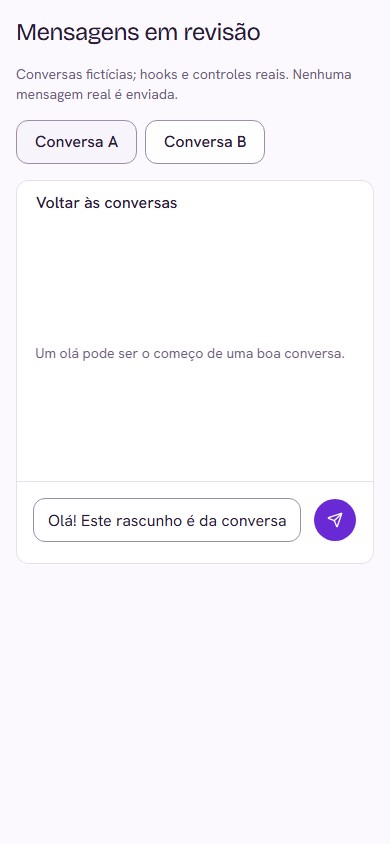 Mensagens em revisão
Conversas fictícias; hooks e controles reais. Nenhuma
mensagem real é enviada.
Conversa A
Conversa B
Voltar às conversas
Um olá pode ser o começo de uma boa conversa.
Olá! Este rascunho é da conversa